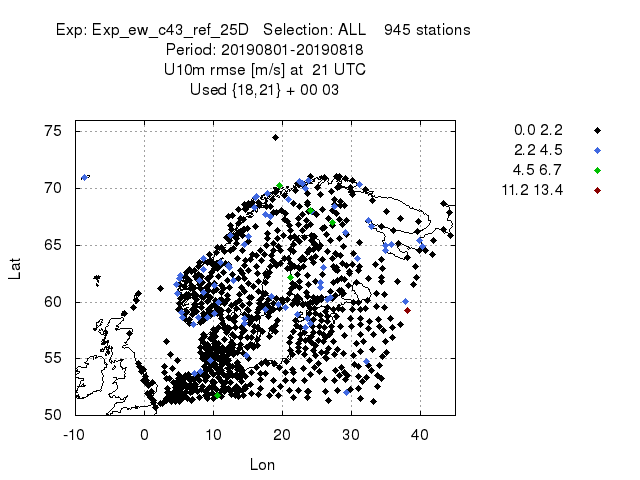 Exp: Exp_ew_c43_ref_25D Selection: ALL 945 stations
Period: 20190801-20190818
U10m rmse [m/s] at 21 UTC
Used {18,21} + 00 03
0.0 2.2
2.2 4.5
4.5 6.7
11.2 13.4
75
70
65
60
55
50
Lat
-10 0 10 20 30 40
Lon